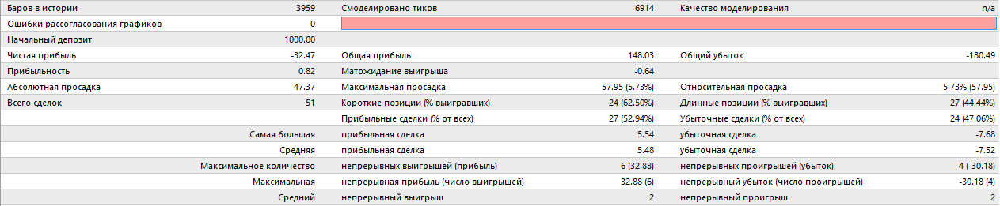 Баров в истории 3959 Смоделировано тиков 6914 Качество моделирования n/a
Ошибки рассогласования графиков 0
Начальный депозит 1000.00
Чистая прибыль -32.47 Общая прибыль 148.03 Общий убыток -180.49
Прибыльность 0.82 Матожидание выигрыша -0.64
Абсолютная просадка 47.37 Максимальная просадка 57.95 (5.73%) Относительная просадка 5.73% (57.95)
Всего сделок 51 Короткие позиции (% выигравших) 24 (62.50%) Длинные позиции (% выигравших) 27 (44.44%)
Прибыльные сделки (% от всех) 27 (52.94%) Убыточные сделки (% от всех) 24 (47.06%)
Самая большая прибыльная сделка 5.54 убыточная сделка -7.68
Средняя прибыльная сделка 5.48 убыточная сделка -7.52
Максимальное количество непрерывных выигрышей (прибыль) 6 (32.88) непрерывных проигрышей (убыток) 4 (-30.18)
Максимальная непрерывная прибыль (число выигрышей) 32.88 (6) непрерывный убыток (число проигрышей) -30.18 (4)
Средний непрерывный выигрыш 2 непрерывный проигрыш 2